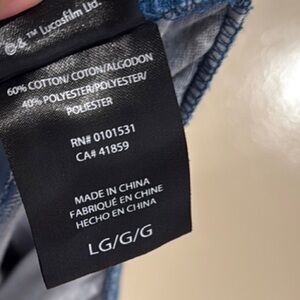 © & ™ Lucasfilm Ltd.
60% COTTON/ COTON/ALGODON
40% POLYESTER/POLYESTER/
POLIESTER
RN# 0101531
CA# 41859
MADE IN CHINA
FABRIQUÉ EN CHINE
HECHO EN CHINA
LG/G/G